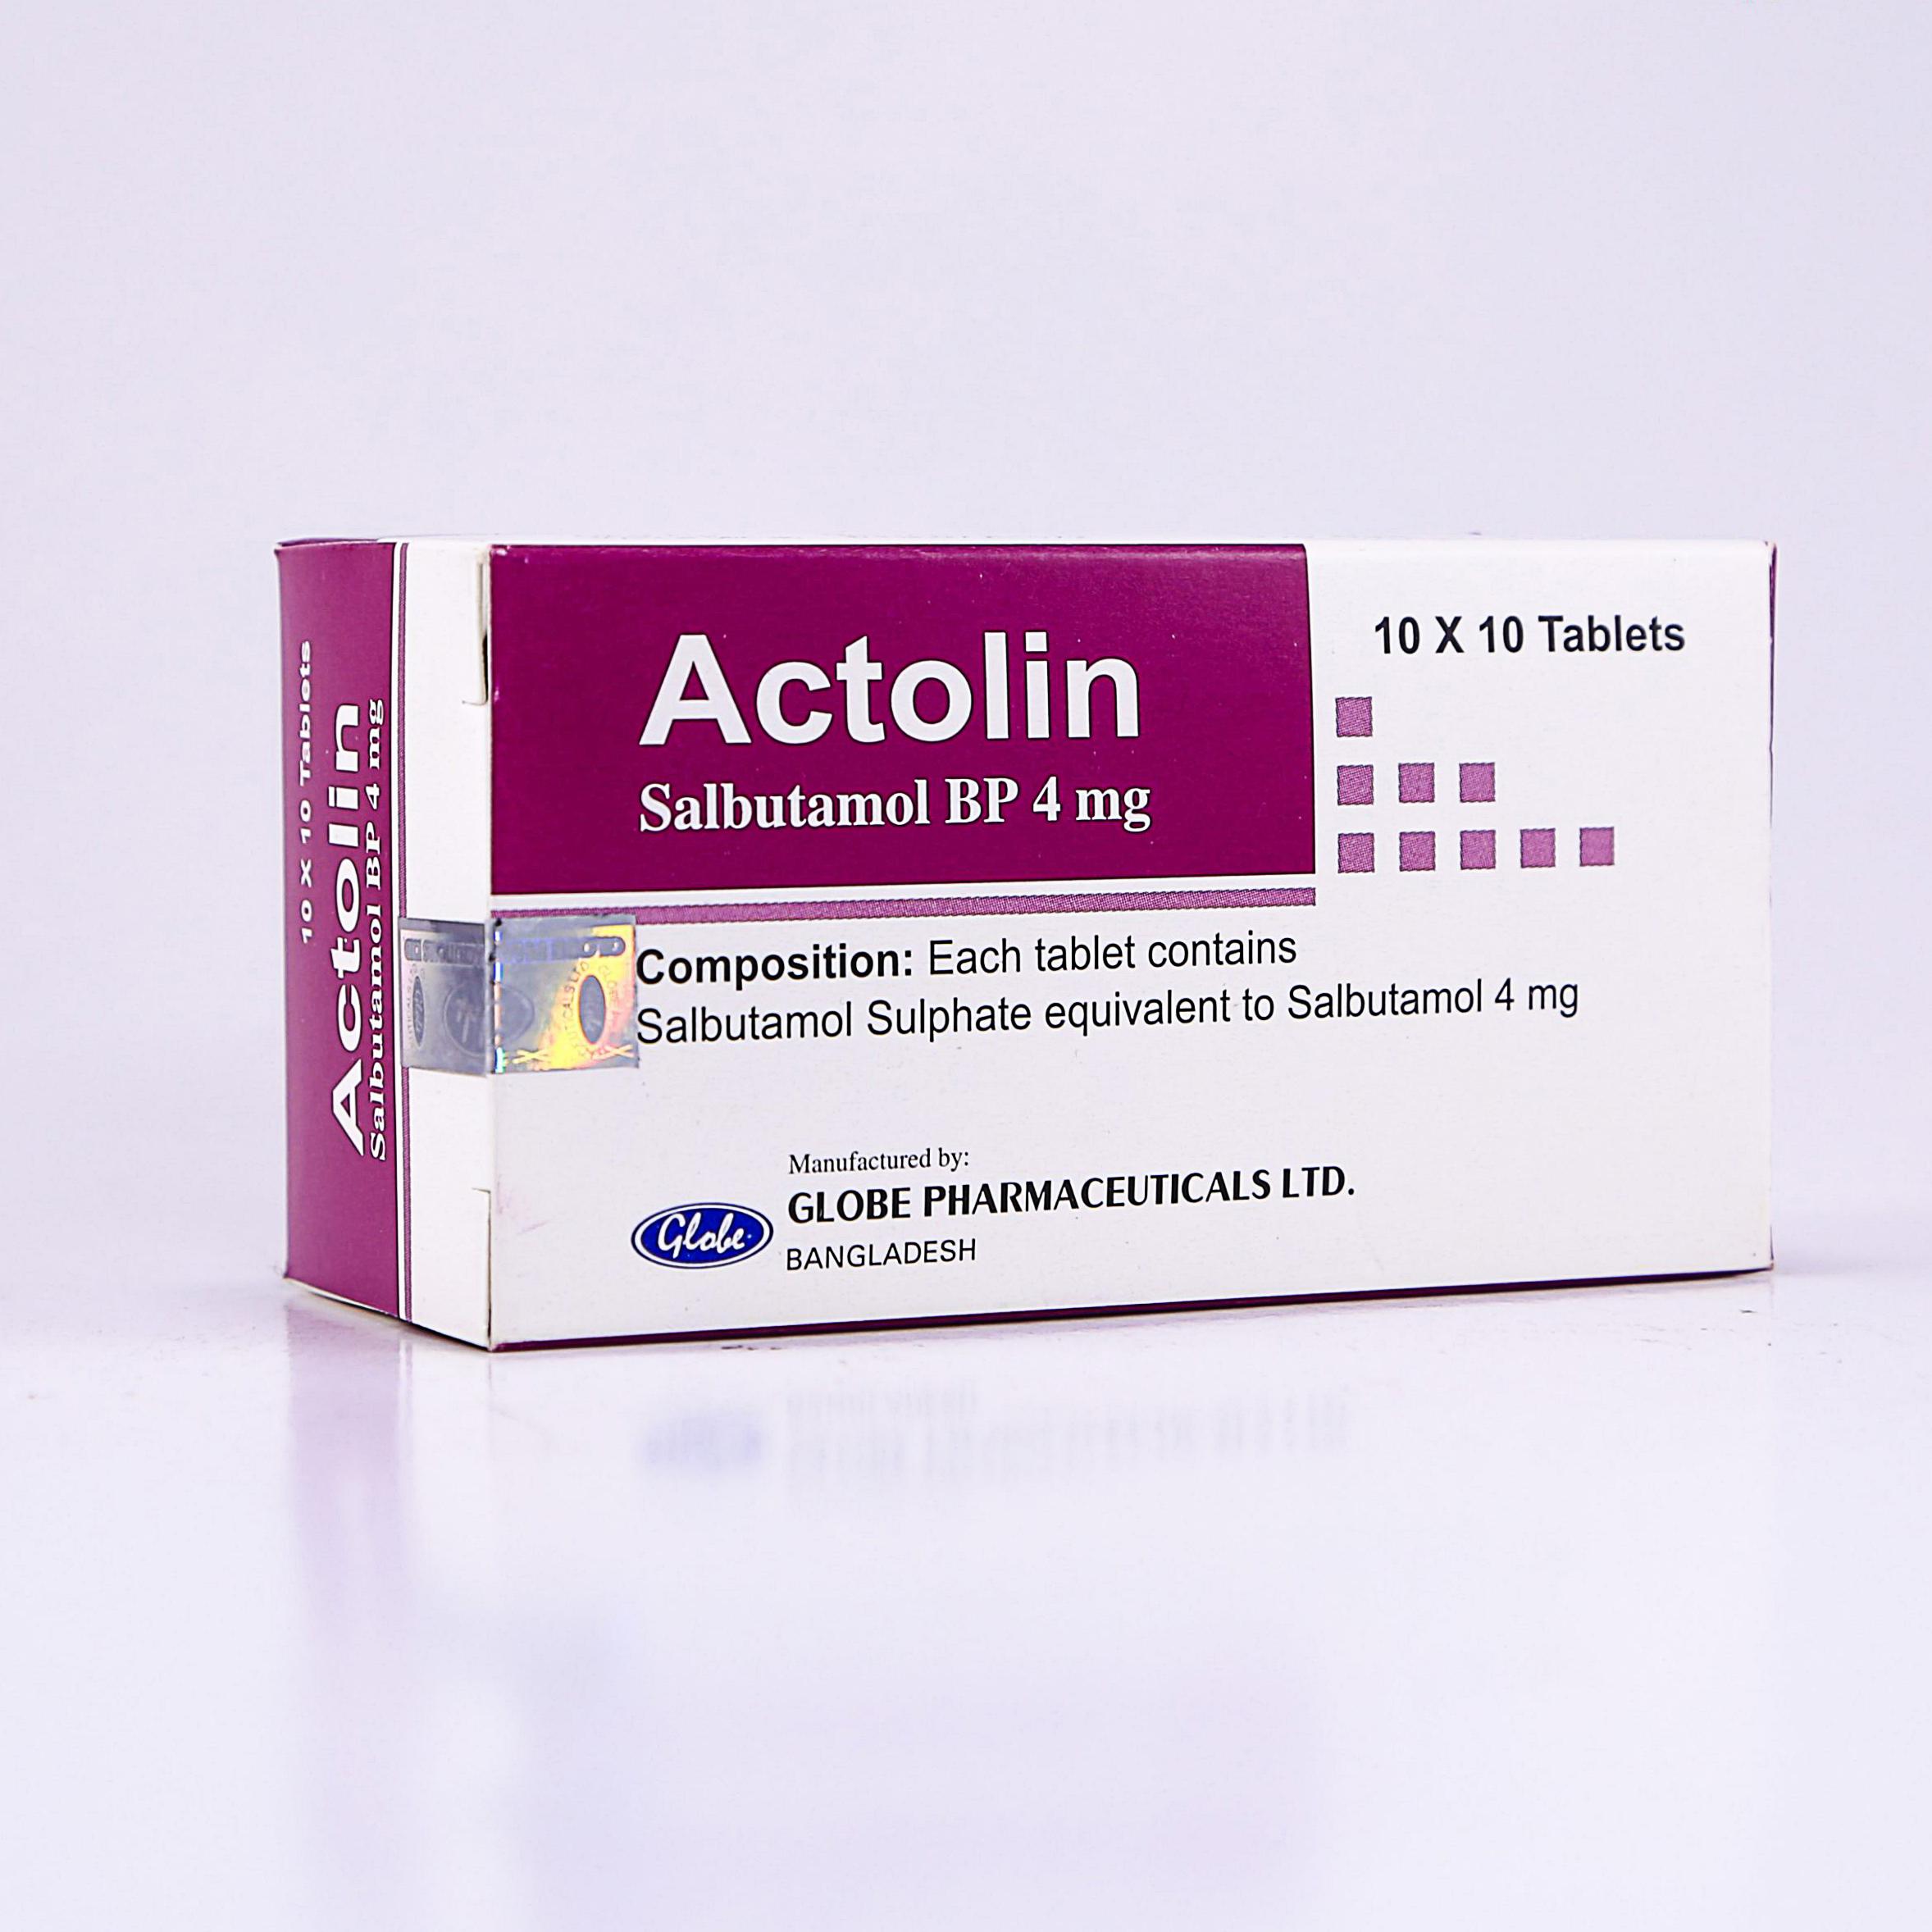 10 X 10 Tablets
Actolin
Salbutamol BP 4 mg
Actolin
Salbutamol BP 4 mg
10 X 10 Tablets
Composition: Each tablet contains
Salbutamol Sulphate equivalent to Salbutamol 4 mg
Manufactured by:
GLOBE PHARMACEUTICALS LTD.
BANGLADESH
Globe